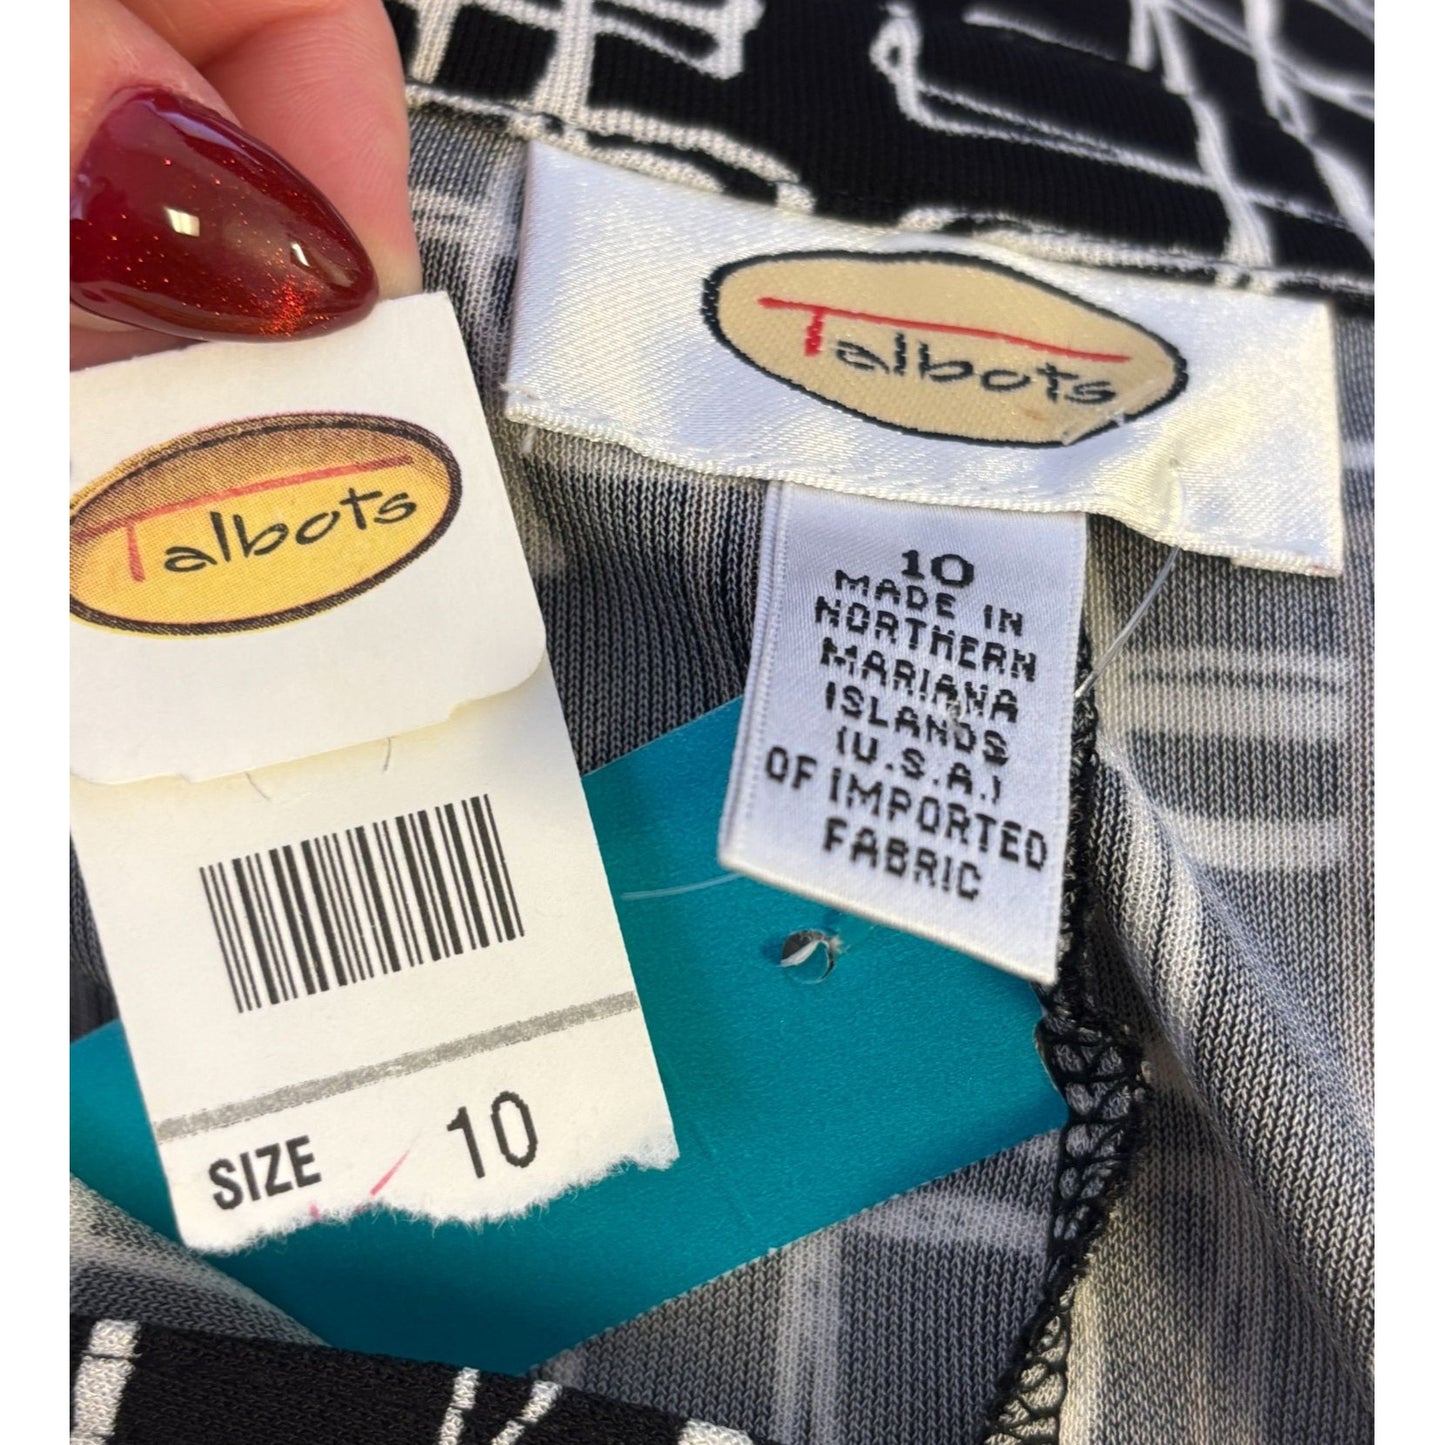 Talbots
SIZE 10
Talbots
10
MADE IN
NORTHERN
MARIANA
ISLANDS
(U.S.A.)
OF IMPORTED
FABRIC